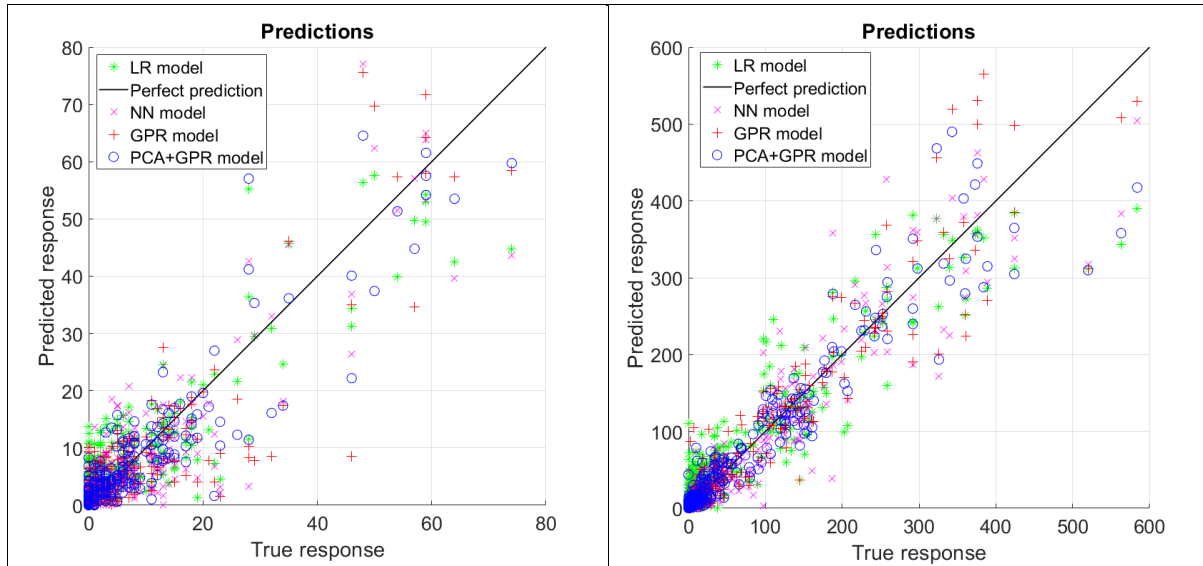 Predictions
80
70
60
50
40
30
20
10
0
LR model
Perfect prediction
NN model
GPR model
PCA+GPR model
0 20 40 60 80
True response
Predicted response
Predictions
600
500
400
300
200
100
0
LR model
Perfect prediction
NN model
GPR model
PCA+GPR model
0 100 200 300 400 500 600
True response
Predicted response